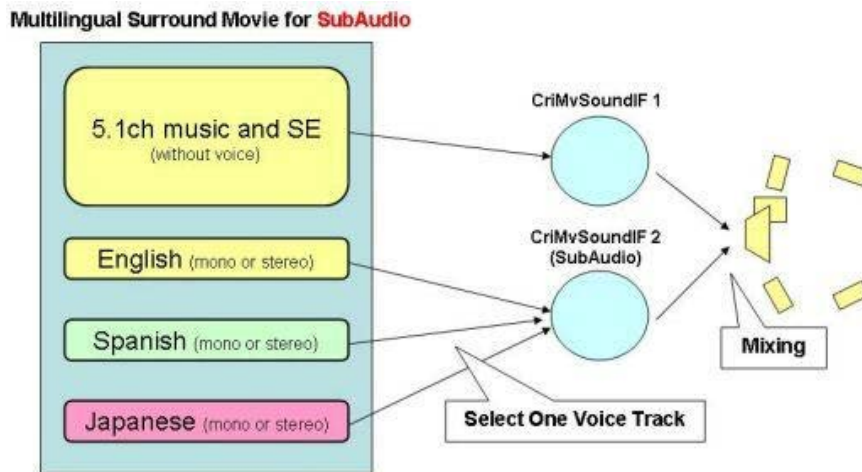 Multilingual Surround Movie for SubAudio
5.1ch music and SE
(without voice)
English (mono or stereo)
Spanish (mono or stereo)
Japanese (mono or stereo)
CriMvSoundIF 1
CriMvSoundIF 2
(SubAudio)
Select One Voice Track
Mixing